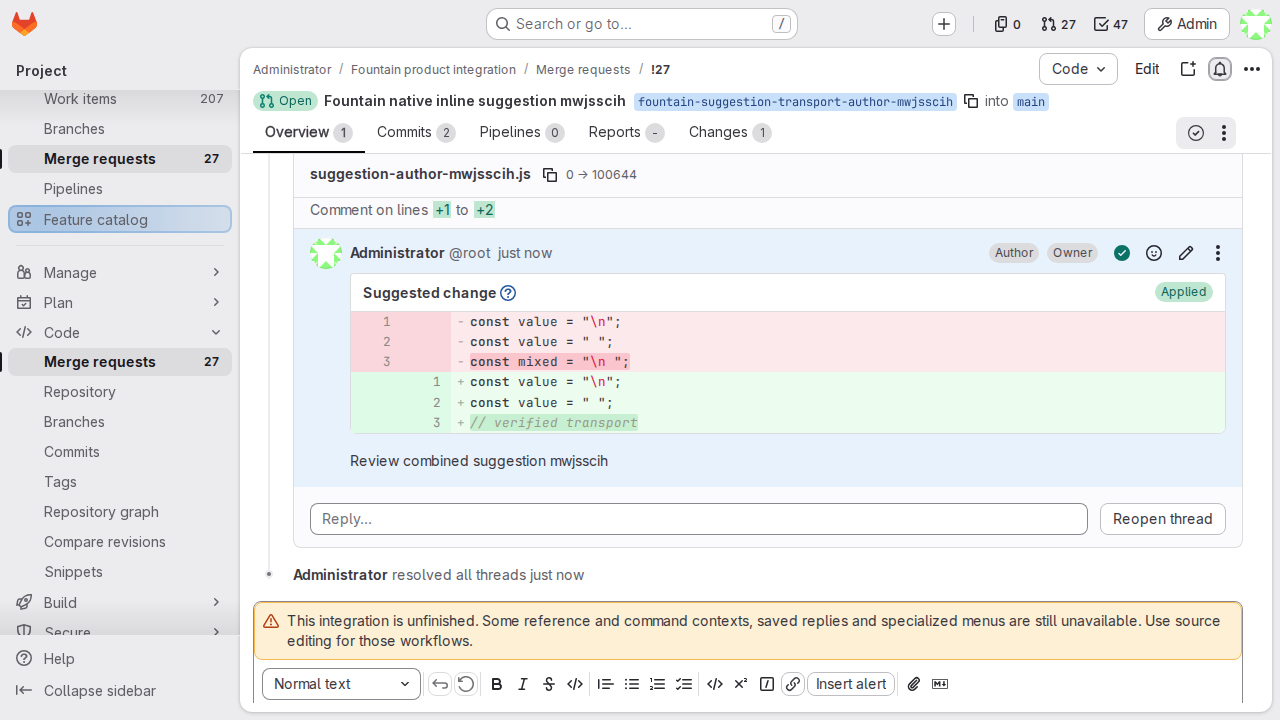 Search or go to...
/
0
27
47
Admin
Project
Work items 207
Branches
Merge requests 27
Pipelines
Feature catalog
Manage
Plan
Code
Merge requests 27
Repository
Branches
Commits
Tags
Repository graph
Compare revisions
Snippets
Build
Secure
Help
Collapse sidebar
Administrator / Fountain product integration / Merge requests / !27
Code
Edit
Open Fountain native inline suggestion mwjsscih fountain-suggestion-transport-author-mwjsscih into main
Overview 1
Commits 2
Pipelines 0
Reports -
Changes 1
suggestion-author-mwjsscih.js 0 → 100644
Comment on lines +1 to +2
Administrator @root just now
Author
Owner
Suggested change
Applied
1 - const value = "\n";
2 - const value = " ";
3 - const mixed = "\n ";
1 + const value = "\n";
2 + const value = " ";
3 + // verified transport
Review combined suggestion mwjsscih
Reply...
Reopen thread
Administrator resolved all threads just now
This integration is unfinished. Some reference and command contexts, saved replies and specialized menus are still unavailable. Use source
editing for those workflows.
Normal text
Insert alert